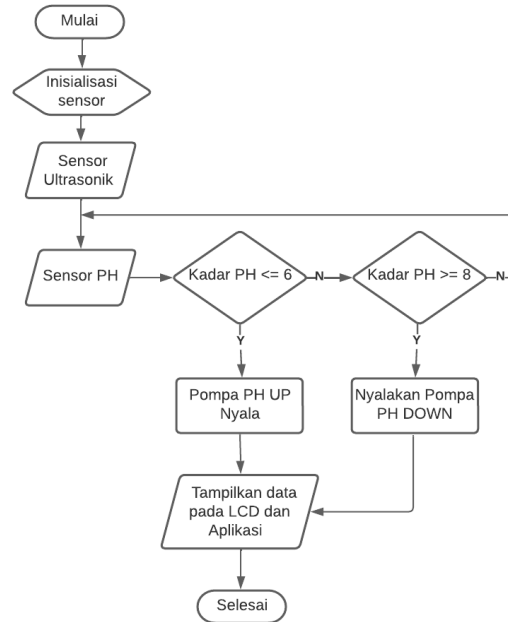 Mulai
Inisialisasi
sensor
Sensor
Ultrasonik
Sensor PH
Kadar PH <= 6
N
Kadar PH >= 8
N
Y
Y
Pompa PH UP
Nyala
Nyalakan Pompa
PH DOWN
Tampilkan data
pada LCD dan
Aplikasi
Selesai